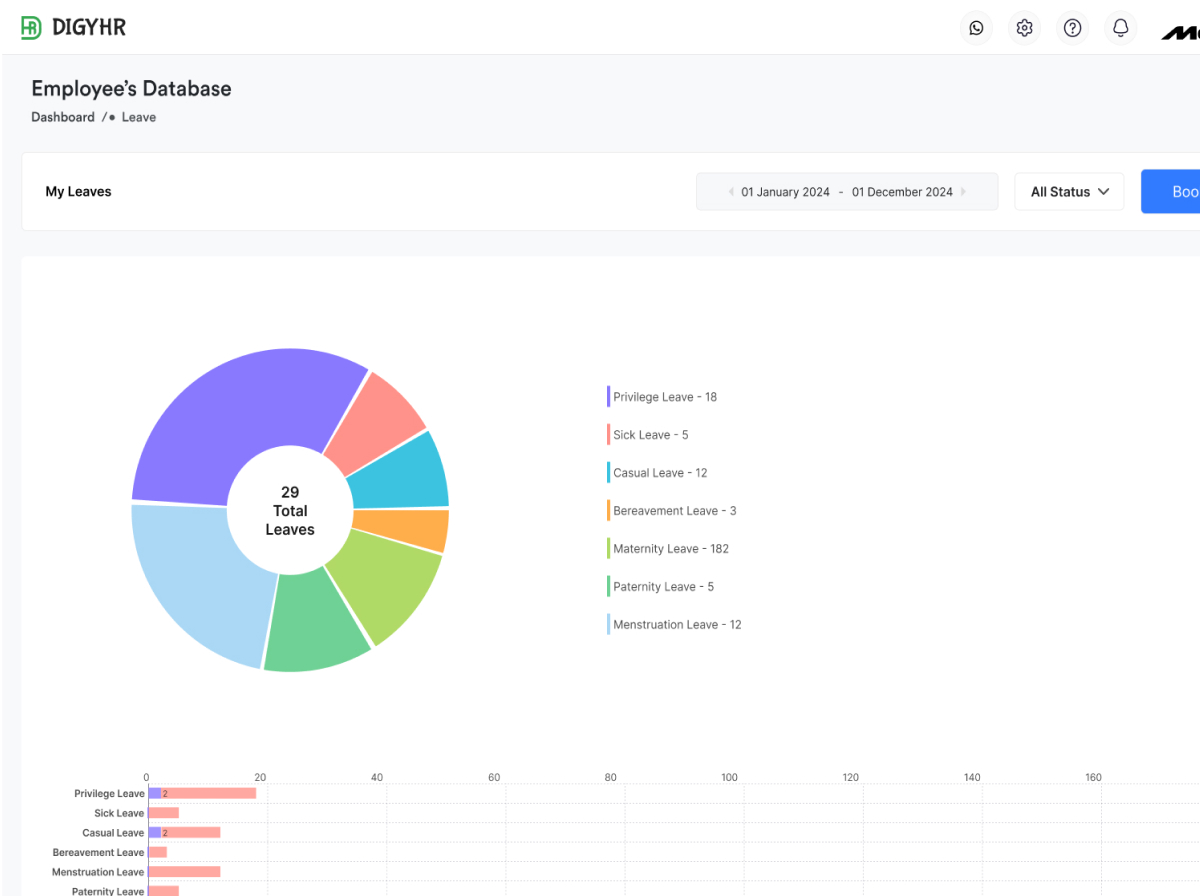 DIGYHR
Employee's Database
Dashboard /• Leave
My Leaves
01 January 2024 - 01 December 2024
All Status
Boo
29
Total
Leaves
Privilege Leave - 18
Sick Leave - 5
Casual Leave - 12
Bereavement Leave - 3
Maternity Leave - 182
Paternity Leave - 5
Menstruation Leave - 12
0 20 40 60 80 100 120 140 160
Privilege Leave 2
Sick Leave
Casual Leave 2
Bereavement Leave
Menstruation Leave
Paternity Leave